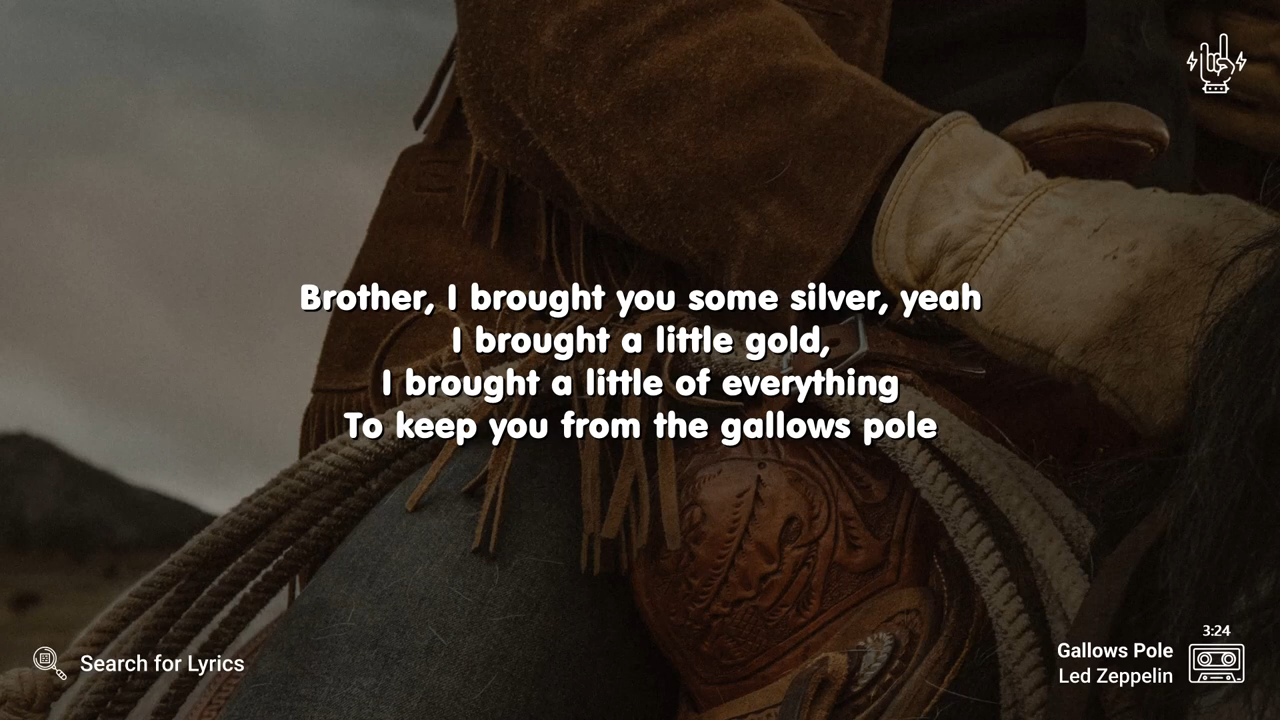 Brother, I brought you some silver, yeah
I brought a little gold,
I brought a little of everything
To keep you from the gallows pole
Search for Lyrics
3:24
Gallows Pole
Led Zeppelin